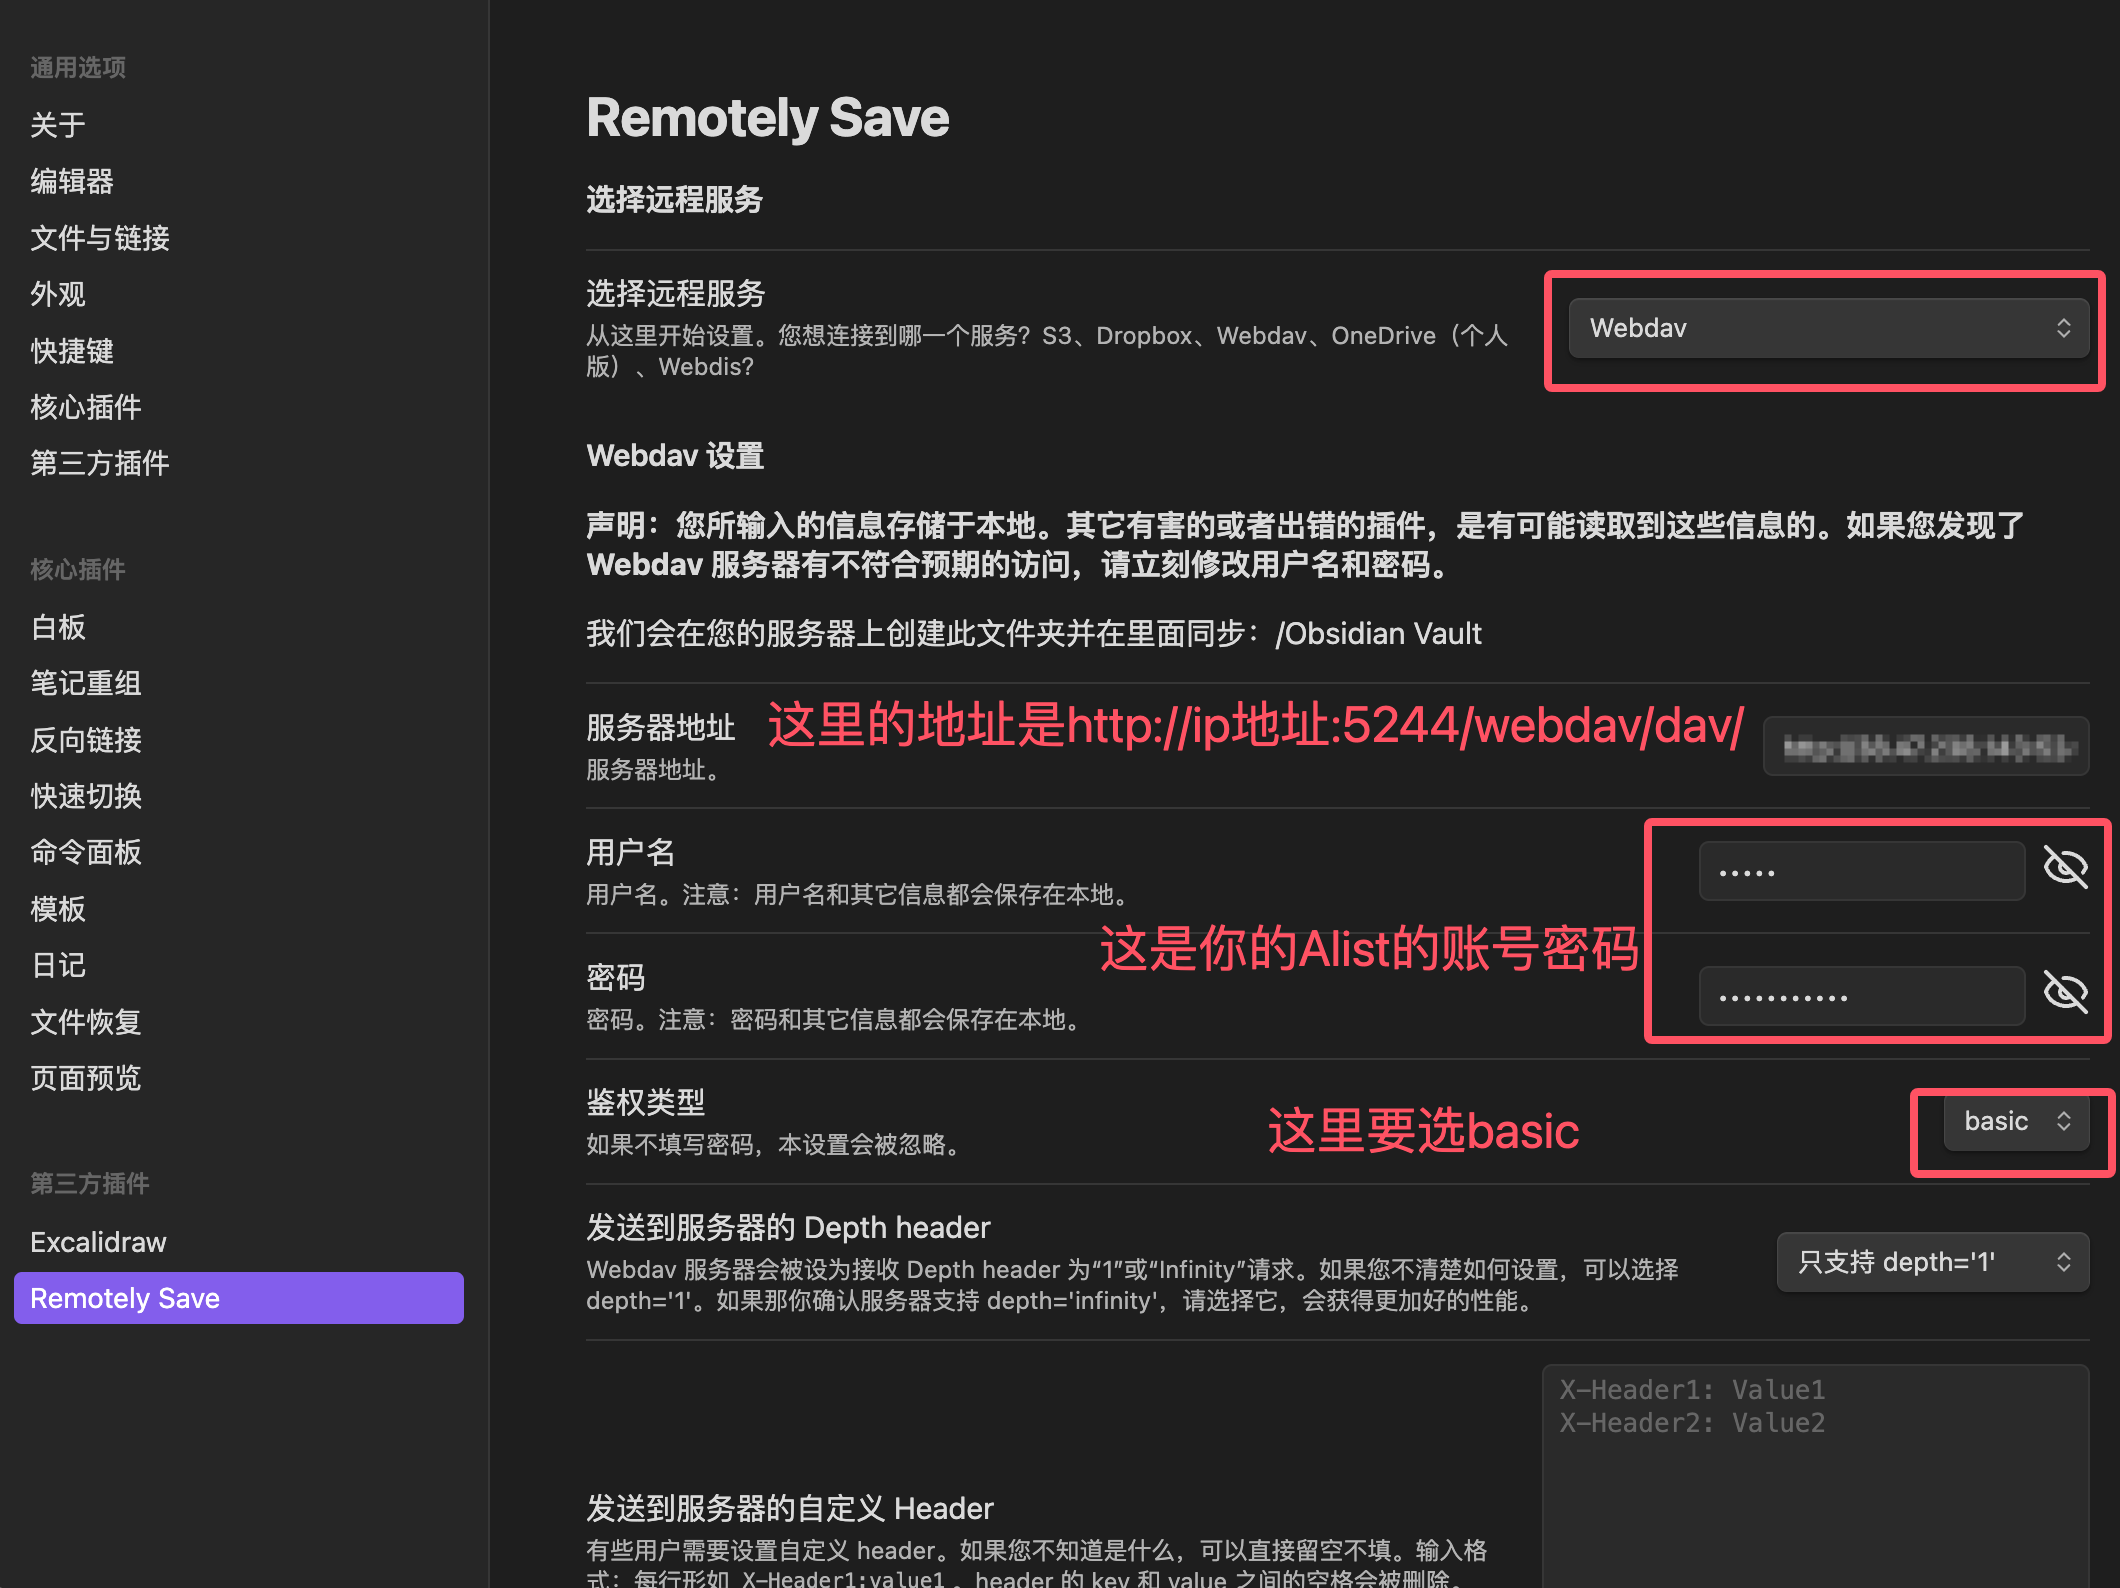 通用选项
关于
编辑器
文件与链接
外观
快捷键
核心插件
第三方插件
核心插件
白板
笔记重组
反向链接
快速切换
命令面板
模板
日记
文件恢复
页面预览
第三方插件
Excalidraw
Remotely Save
Remotely Save
选择远程服务
选择远程服务
从这里开始设置。您想连接到哪一个服务？S3、Dropbox、Webdav、OneDrive（个人
版）、Webdis?
Webdav
Webdav 设置
声明：您所输入的信息存储于本地。其它有害的或者出错的插件，是有可能读取到这些信息的。如果您发现了
Webdav 服务器有不符合预期的访问，请立刻修改用户名和密码。
我们会在您的服务器上创建此文件夹并在里面同步：/Obsidian Vault
服务器地址
这里的地址是http://ip地址:5244/webdav/dav/
服务器地址。
用户名
用户名。注意：用户名和其它信息都会保存在本地。
•••••
这是你的Alist的账号密码
密码
密码。注意：密码和其它信息都会保存在本地。
•••••••••••
鉴权类型
如果不填写密码，本设置会被忽略。
这里要选basic
basic
发送到服务器的 Depth header
Webdav 服务器会被设为接收 Depth header 为“1”或“Infinity”请求。如果您不清楚如何设置，可以选择
depth='1'。如果那你确认服务器支持 depth='infinity'，请选择它，会获得更加好的性能。
只支持 depth='1'
X-Header1: Value1
X-Header2: Value2
发送到服务器的自定义 Header
有些用户需要设置自定义 header。如果您不知道是什么，可以直接留空不填。输入格
式：每行形如 X-Header1:value1 。header 的 key 和 value 之间的空格会被删除。